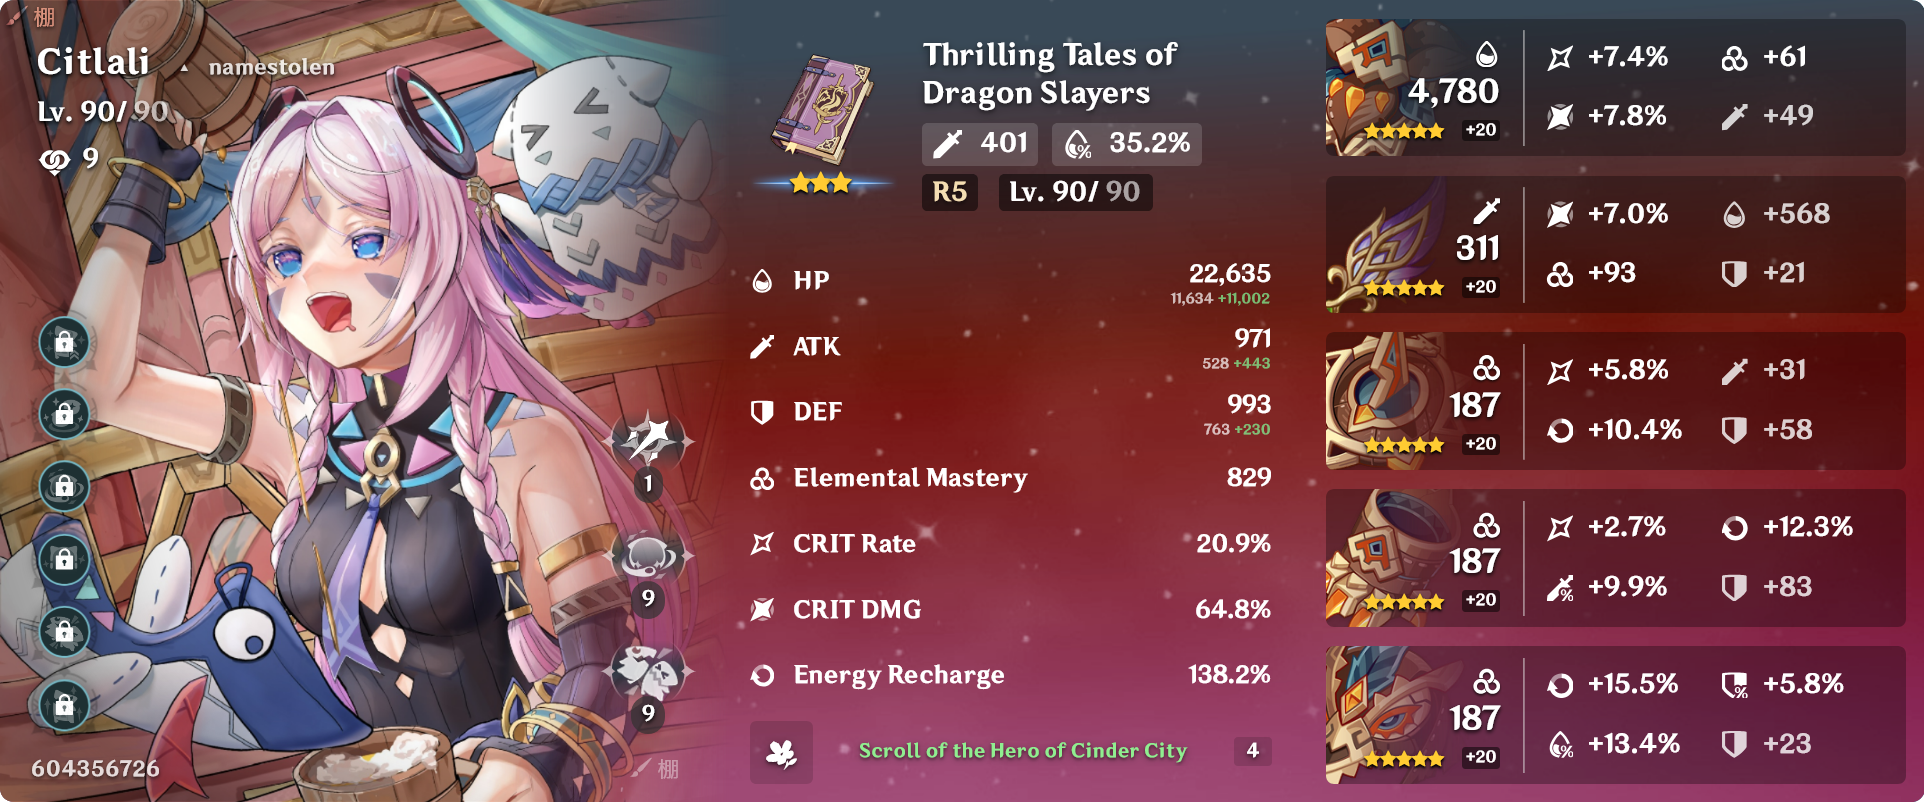 棚
Citlali
namestolen
Lv. 90/ 90
9
1
9
9
604356726
棚
Thrilling Tales of
Dragon Slayers
401 35.2%
R5 Lv. 90/ 90
HP 22,635
11,634 +11,002
ATK 971
528 +443
DEF 993
763 +230
Elemental Mastery 829
CRIT Rate 20.9%
CRIT DMG 64.8%
Energy Recharge 138.2%
Scroll of the Hero of Cinder City 4
4,780
+20
+7.4% +61
+7.8% +49
311
+20
+7.0% +568
+93 +21
187
+20
+5.8% +31
+10.4% +58
187
+20
+2.7% +12.3%
+9.9% +83
187
+20
+15.5% +5.8%
+13.4% +23